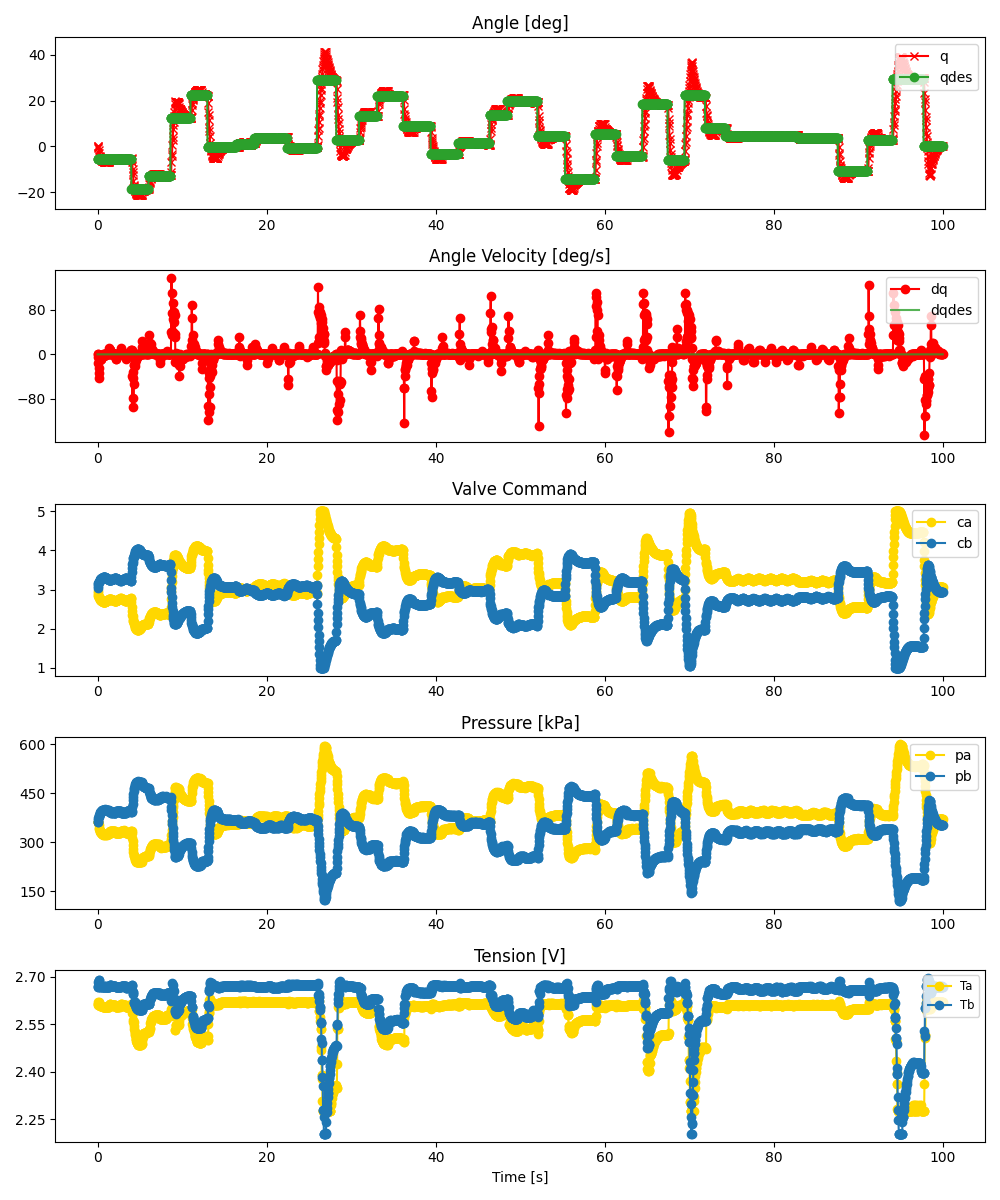 Angle [deg]
40
20
0
−20
q
qdes
0 20 40 60 80 100
Angle Velocity [deg/s]
80
0
−80
dq
dqdes
0 20 40 60 80 100
Valve Command
5
4
3
2
1
ca
cb
0 20 40 60 80 100
Pressure [kPa]
600
450
300
150
pa
pb
0 20 40 60 80 100
Tension [V]
2.70
2.55
2.40
2.25
Ta
Tb
0 20 40 60 80 100
Time [s]